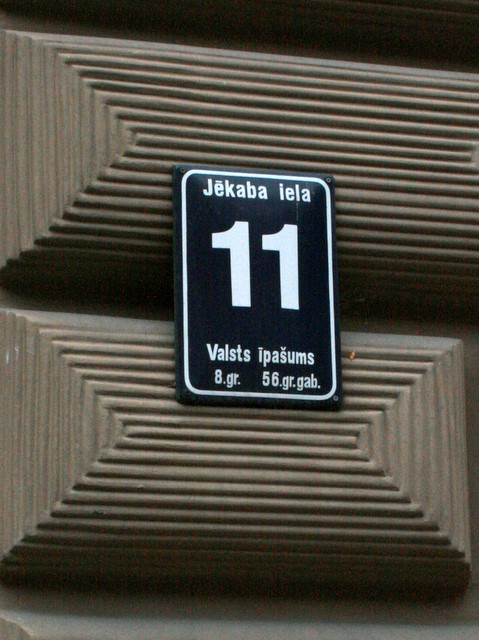 Jēkaba iela
11
Valsts īpašums
8.gr. 56.gr.gab.